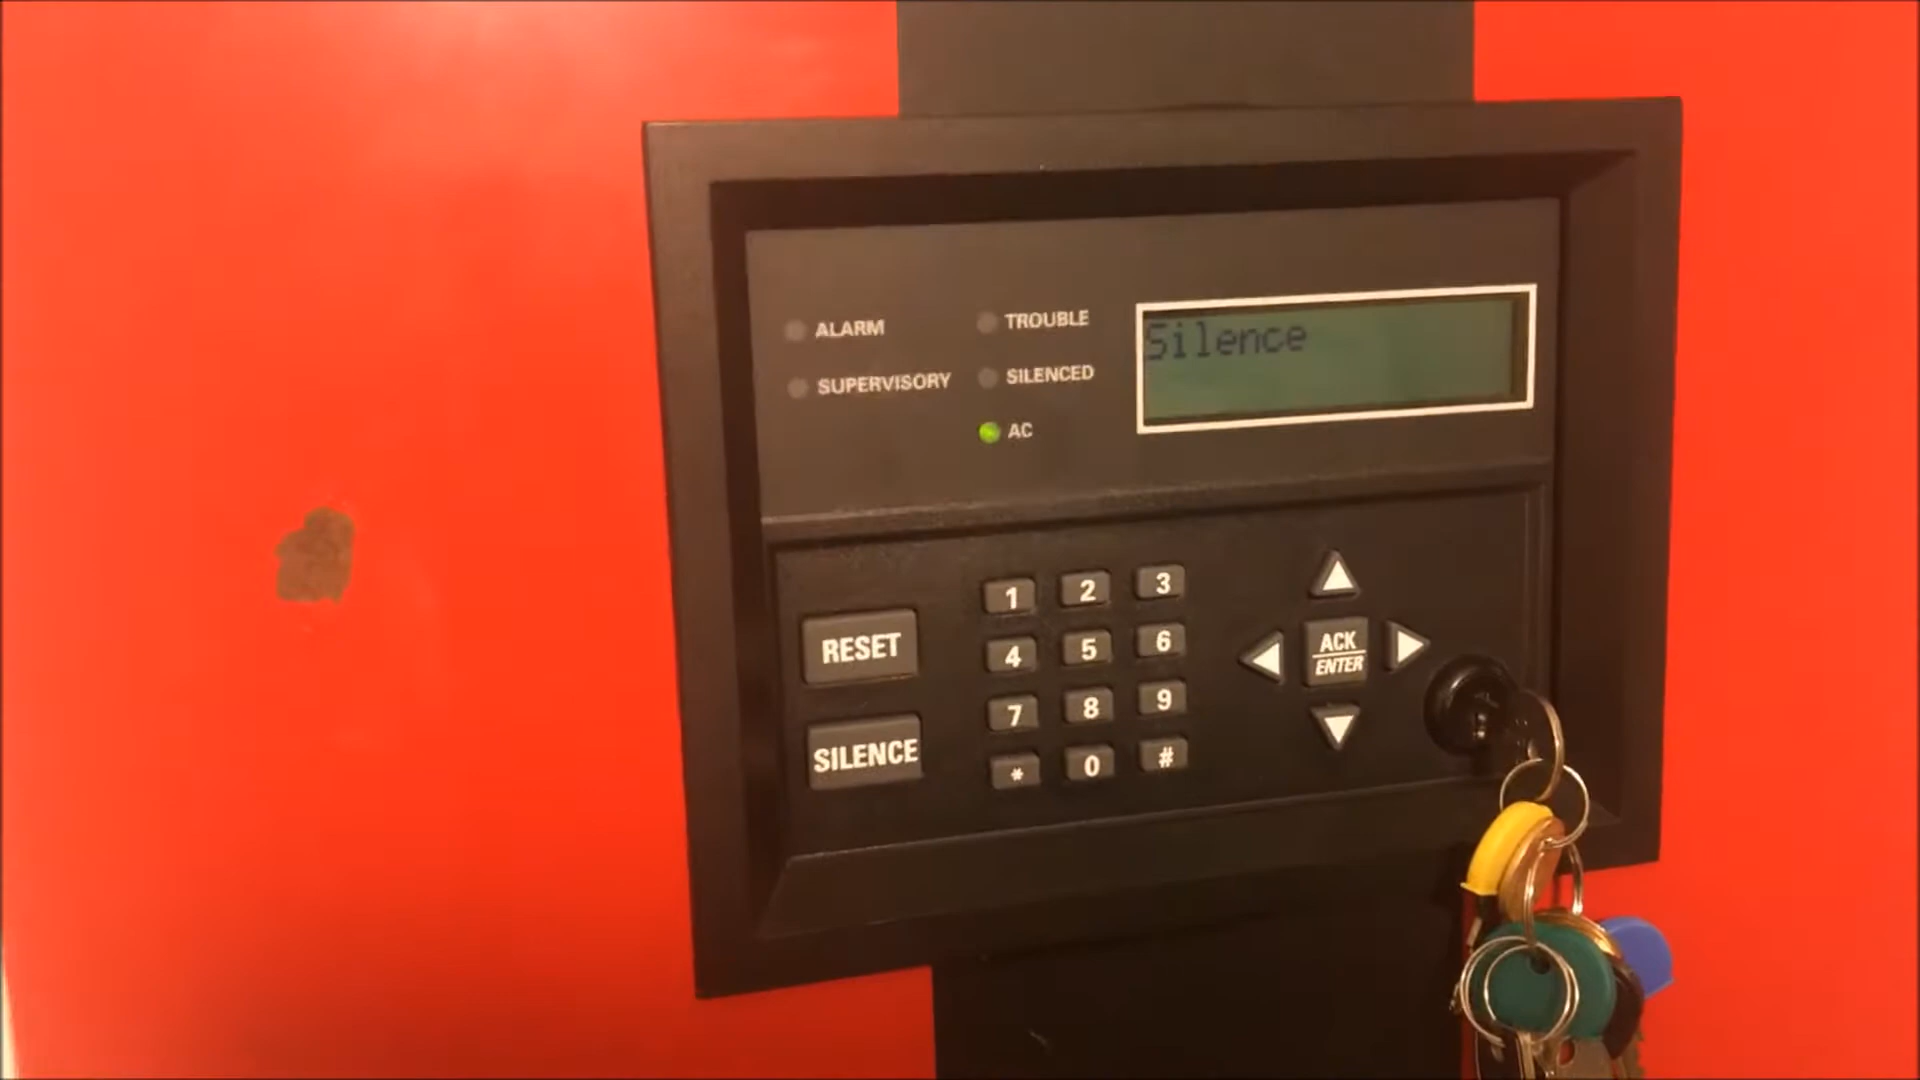 ALARM
TROUBLE
SUPERVISORY
SILENCED
AC
Silence
RESET
SILENCE
1 2 3
4 5 6
7 8 9
* 0 #
ACK
ENTER